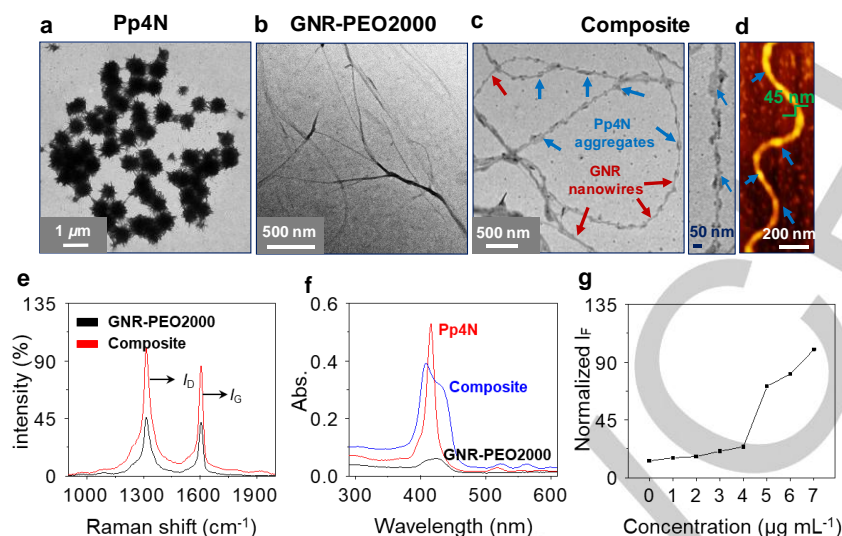 a Pp4N
b GNR-PEO2000
c Composite
d
1 µm
500 nm
Pp4N
aggregates
GNR
nanowires
500 nm
50 nm
45 nm
200 nm
e
135
90
45
0
intensity (%)
GNR-PEO2000
Composite
I_D
I_G
1000 1300 1600 1900
Raman shift (cm⁻¹)
f
0.6
0.4
0.2
0.0
Abs.
Pp4N
Composite
GNR-PEO2000
300 400 500 600
Wavelength (nm)
g
135
90
45
0
Normalized I_F
0 1 2 3 4 5 6 7
Concentration (µg mL⁻¹)